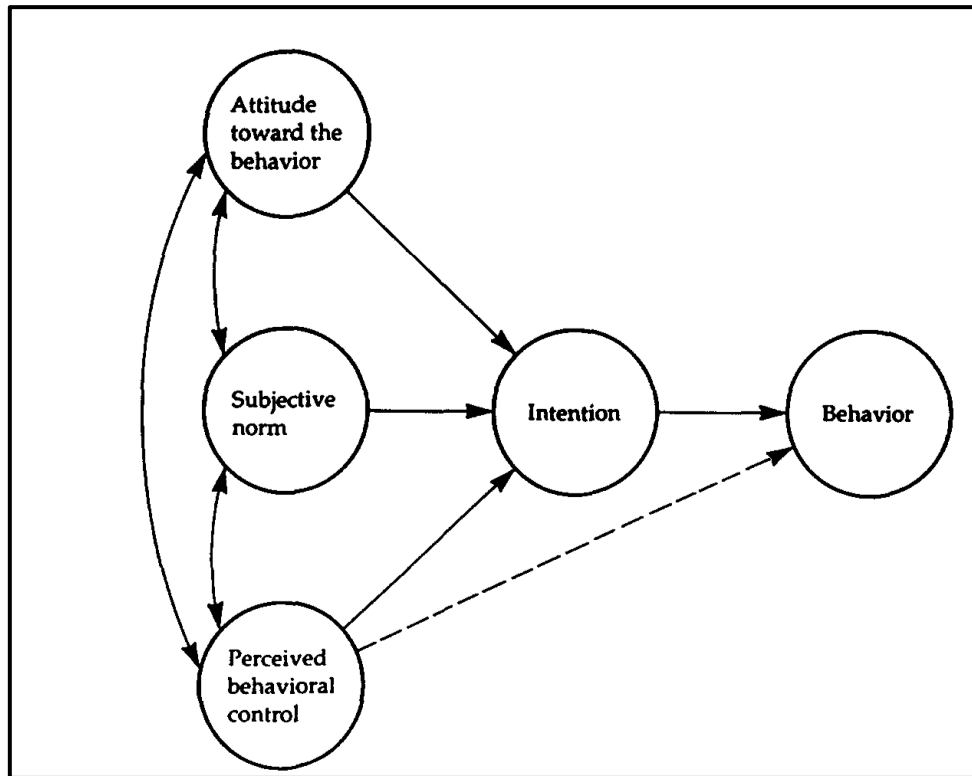 Attitude
toward the
behavior
Subjective
norm
Intention
Behavior
Perceived
behavioral
control